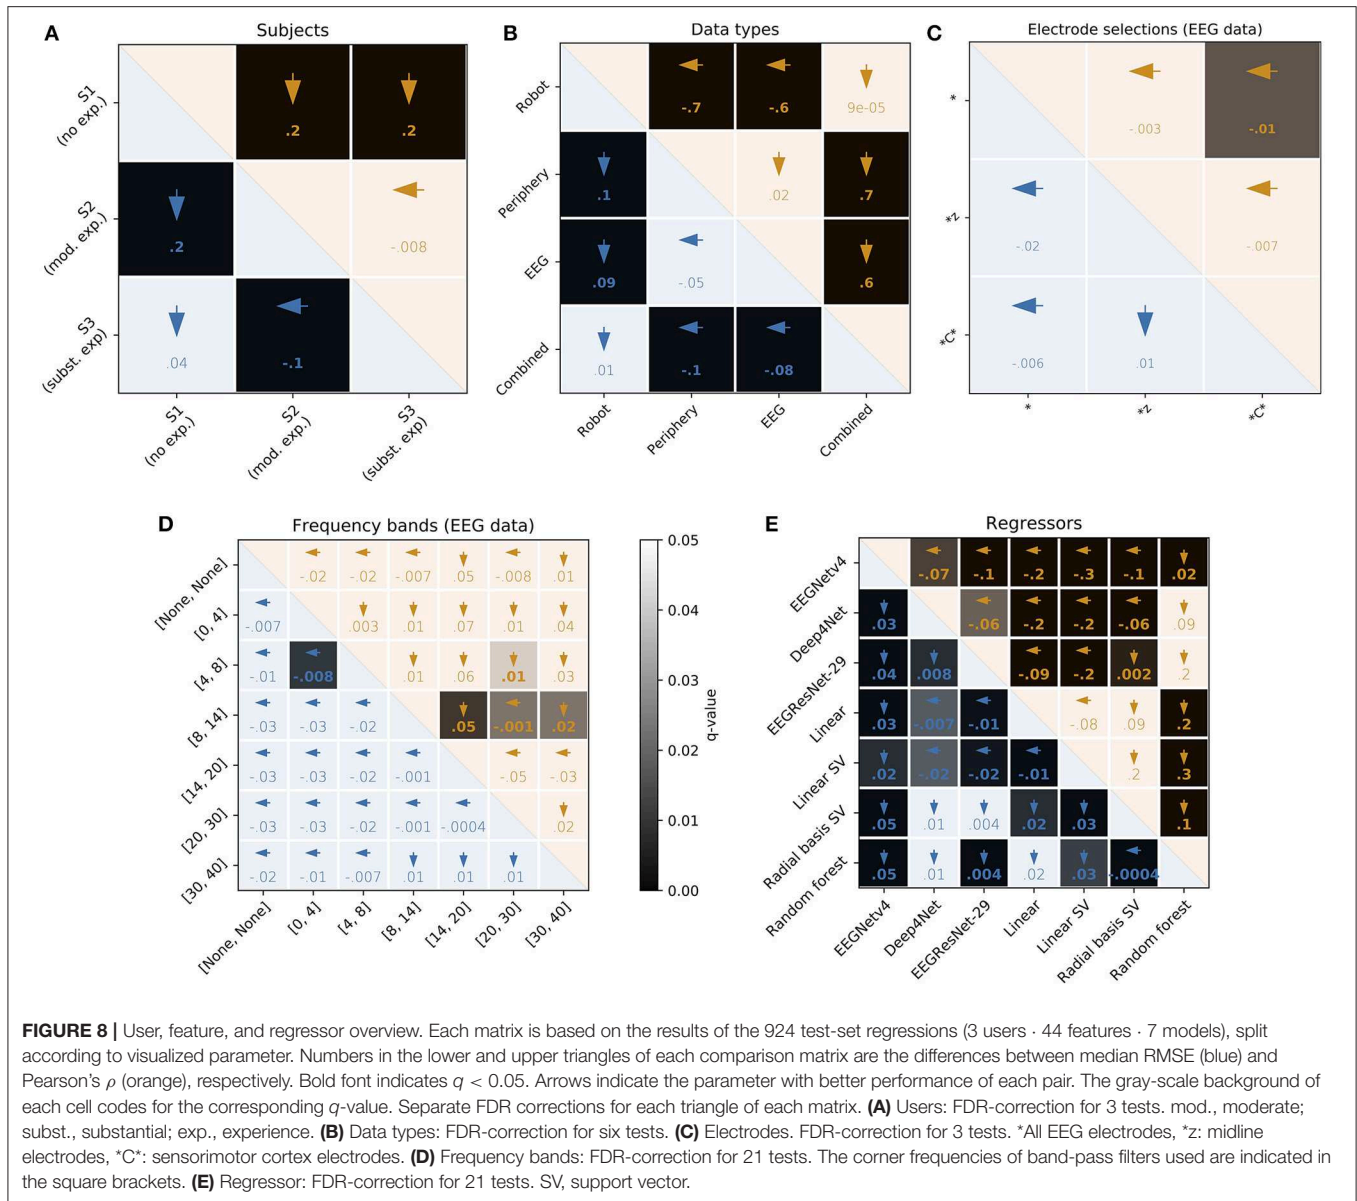 A
Subjects
S1
(no exp.)
.2
.2
S2
(mod. exp.)
.2
-.008
S3
(subst. exp)
.04
-.1
S1
(no exp.)
S2
(mod. exp.)
S3
(subst. exp)
B
Data types
Robot
-.7
-.6
9e-05
Periphery
.1
.02
.7
EEG
.09
-.05
.6
Combined
.01
-.1
-.08
Robot
Periphery
EEG
Combined
C
Electrode selections (EEG data)
*
-.003
-.01
*z
-.02
-.007
*C*
-.006
.01
*
*z
*C*
D
Frequency bands (EEG data)
[None, None]
-.02 -.02 -.007 .05 -.008 .01
[0, 4]
-.007 .003 .01 .07 .01 .04
[4, 8]
-.01 -.008 .01 .06 .01 .03
[8, 14]
-.03 -.03 -.02 .05 -.001 .02
[14, 20]
-.03 -.03 -.02 -.001 -.05 -.03
[20, 30]
-.03 -.03 -.02 -.001 -.0004 .02
[30, 40]
-.02 -.01 -.007 .01 .01 .01
[None, None]
[0, 4]
[4, 8]
[8, 14]
[14, 20]
[20, 30]
[30, 40]
0.05
0.04
0.03
0.02
0.01
0.00
q-value
E
Regressors
EEGNetv4
-.07 -.1 -.2 -.3 -.1 .02
Deep4Net
.03 -.06 -.2 -.2 -.06 .09
EEGResNet-29
.04 .008 -.09 -.2 .002 .2
Linear
.03 -.007 -.01 -.08 .09 .2
Linear SV
.02 -.02 -.02 -.01 .2 .3
Radial basis SV
.05 .01 .004 .02 .03 .1
Random forest
.05 .01 .004 .02 .03 -.0004
EEGNetv4
Deep4Net
EEGResNet-29
Linear
Linear SV
Radial basis SV
Random forest
FIGURE 8 | User, feature, and regressor overview. Each matrix is based on the results of the 924 test-set regressions (3 users · 44 features · 7 models), split
according to visualized parameter. Numbers in the lower and upper triangles of each comparison matrix are the differences between median RMSE (blue) and
Pearson's ρ (orange), respectively. Bold font indicates q < 0.05. Arrows indicate the parameter with better performance of each pair. The gray-scale background of
each cell codes for the corresponding q-value. Separate FDR corrections for each triangle of each matrix. (A) Users: FDR-correction for 3 tests. mod., moderate;
subst., substantial; exp., experience. (B) Data types: FDR-correction for six tests. (C) Electrodes. FDR-correction for 3 tests. *All EEG electrodes, *z: midline
electrodes, *C*: sensorimotor cortex electrodes. (D) Frequency bands: FDR-correction for 21 tests. The corner frequencies of band-pass filters used are indicated in
the square brackets. (E) Regressor: FDR-correction for 21 tests. SV, support vector.